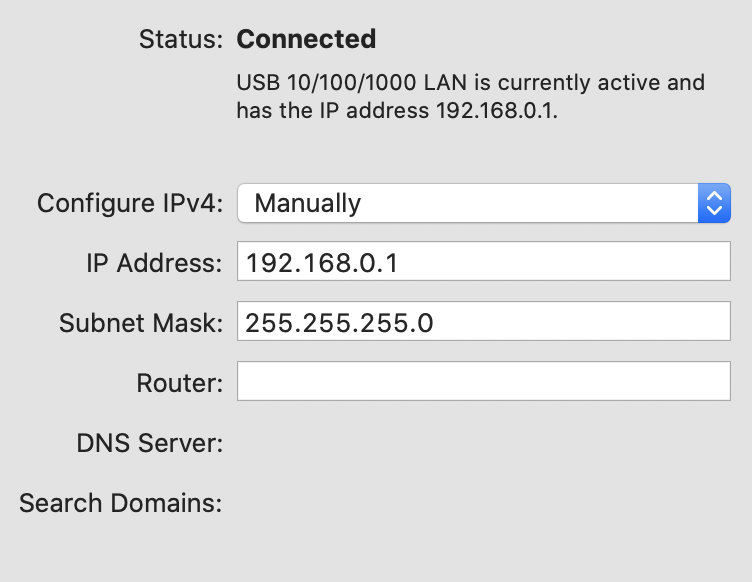 Status: Connected
USB 10/100/1000 LAN is currently active and
has the IP address 192.168.0.1.
Configure IPv4: Manually
IP Address: 192.168.0.1
Subnet Mask: 255.255.255.0
Router:
DNS Server:
Search Domains: